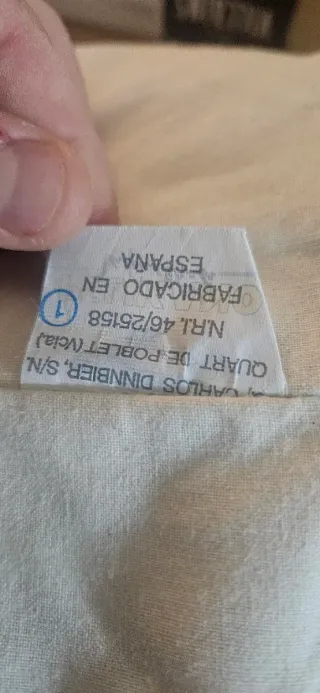 CARLOS DINNBIER, S/N.
QUART DE POBLET (Vcia.)
N.R.I. 46/25158
FABRICADO EN
ESPAÑA
1